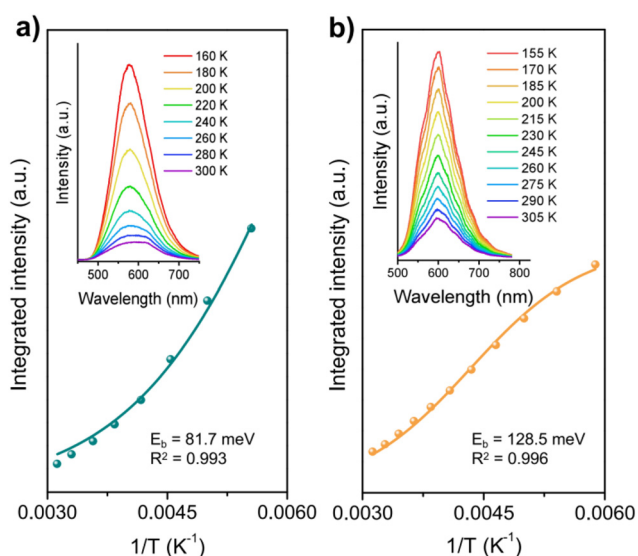 a)
Integrated intensity (a.u.)
Intensity (a.u.)
160 K
180 K
200 K
220 K
240 K
260 K
280 K
300 K
500 600 700
Wavelength (nm)
E_b = 81.7 meV
R² = 0.993
0.0030 0.0045 0.0060
1/T (K⁻¹)
b)
Integrated intensity (a.u.)
Intensity (a.u.)
155 K
170 K
185 K
200 K
215 K
230 K
245 K
260 K
275 K
290 K
305 K
500 600 700 800
Wavelength (nm)
E_b = 128.5 meV
R² = 0.996
0.0030 0.0045 0.0060
1/T (K⁻¹)